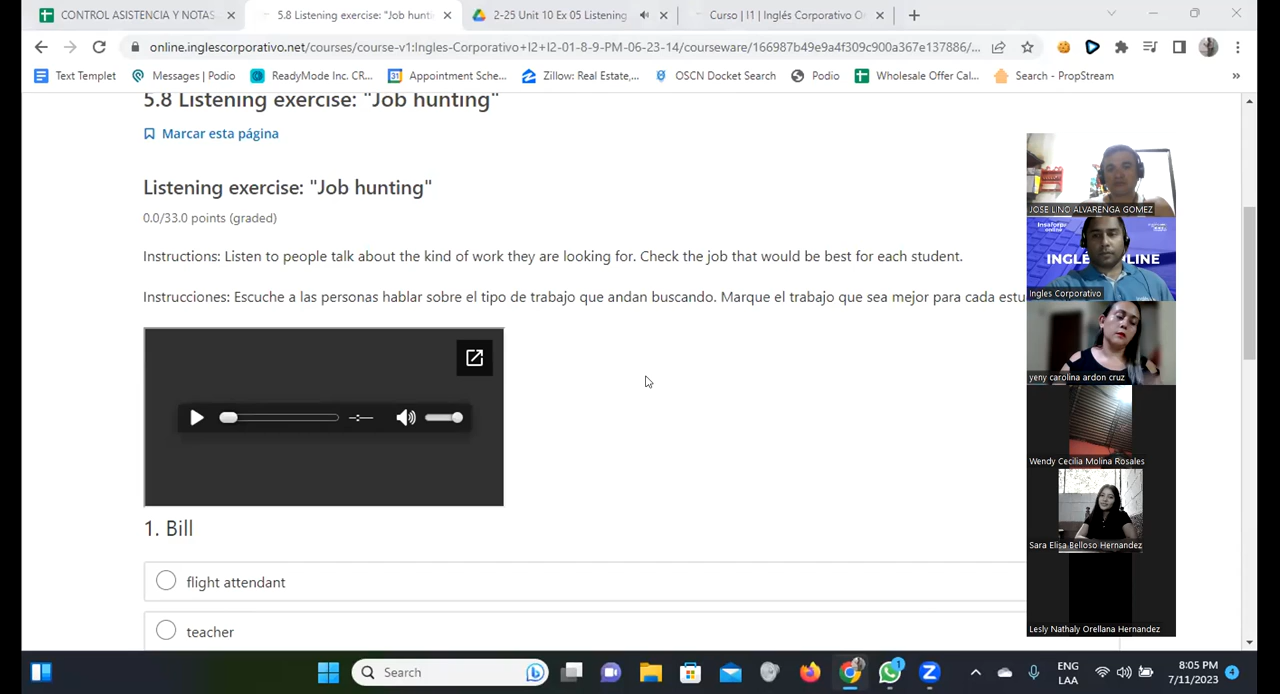 CONTROL ASISTENCIA Y NOTAS
5.8 Listening exercise: "Job hunti
2-25 Unit 10 Ex 05 Listening
Curso | I1 | Inglés Corporativo O
online.inglescorporativo.net/courses/course-v1:Ingles-Corporativo+I2+I2-01-8-9-PM-06-23-14/courseware/166987b49e9a4f309c900a367e137886/...
Text Templet
Messages | Podio
ReadyMode Inc. CR...
Appointment Sche...
Zillow: Real Estate,...
OSCN Docket Search
Podio
Wholesale Offer Cal...
Search - PropStream
»
5.8 Listening exercise: "Job hunting"
Marcar esta página
Listening exercise: "Job hunting"
0.0/33.0 points (graded)
Instructions: Listen to people talk about the kind of work they are looking for. Check the job that would be best for each student.
Instrucciones: Escuche a las personas hablar sobre el tipo de trabajo que andan buscando. Marque el trabajo que sea mejor para cada estu
1. Bill
flight attendant
teacher
JOSE LINO ALVARENGA GOMEZ
INGLÉ
LINE
Ingles Corporativo
yeny carolina ardon cruz
Wendy Cecilia Molina Rosales
Sara Elisa Belloso Hernandez
Lesly Nathaly Orellana Hernandez
Search
1
ENG
LAA
8:05 PM
7/11/2023
4